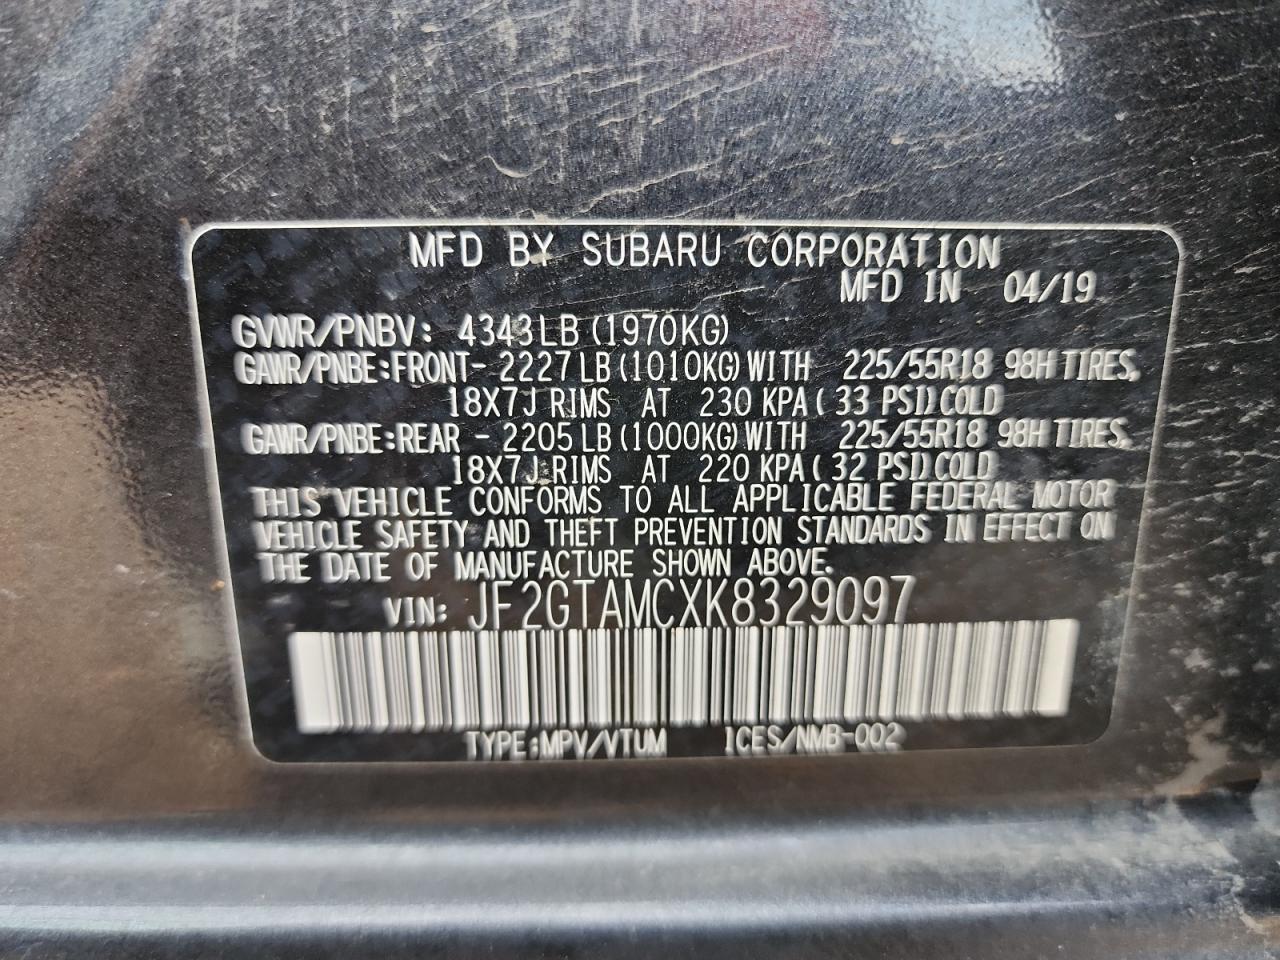 MFD BY SUBARU CORPORATION
MFD IN 04/19
GVWR/PNBV: 4343LB (1970KG)
GAWR/PNBE:FRONT- 2227LB (1010KG) WITH 225/55R18 98H TIRES,
18X7J RIMS AT 230 KPA ( 33 PSI) COLD
GAWR/PNBE:REAR - 2205LB (1000KG) WITH 225/55R18 98H TIRES,
18X7J RIMS AT 220 KPA ( 32 PSI) COLD
THIS VEHICLE CONFORMS TO ALL APPLICABLE FEDERAL MOTOR
VEHICLE SAFETY AND THEFT PREVENTION STANDARDS IN EFFECT ON
THE DATE OF MANUFACTURE SHOWN ABOVE.
VIN: JF2GTAMCXK8329097
TYPE:MPV/VTUM ICES/NMB-002